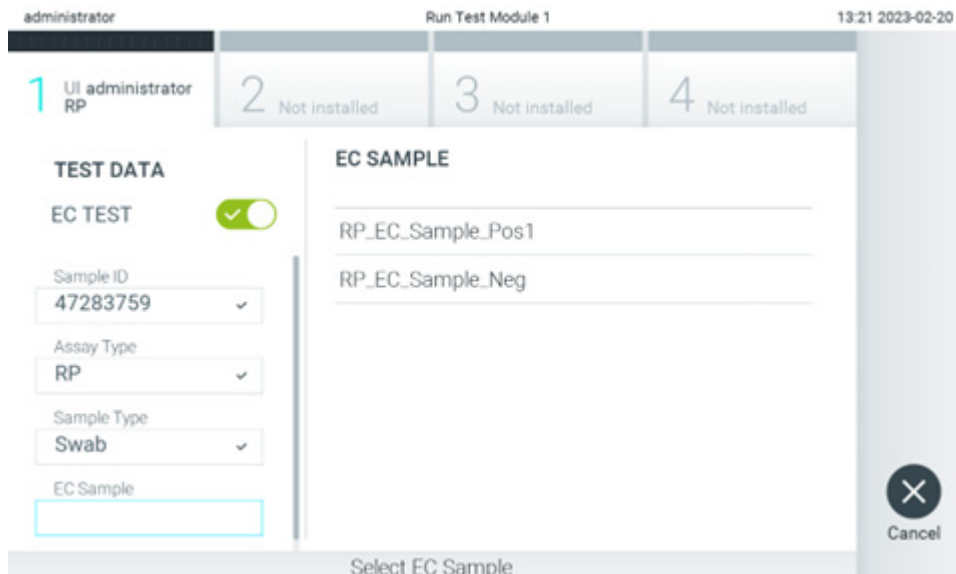 administrator
Run Test Module 1
13:21 2023-02-20
1 UI administrator
RP
2 Not installed
3 Not installed
4 Not installed
TEST DATA
EC TEST
Sample ID
47283759
Assay Type
RP
Sample Type
Swab
EC Sample
EC SAMPLE
RP_EC_Sample_Pos1
RP_EC_Sample_Neg
Cancel
Select EC Sample